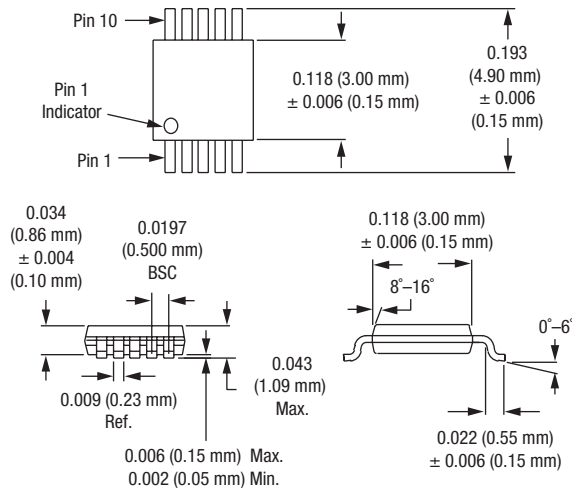 Pin 10
Pin 1
Indicator
Pin 1
0.118 (3.00 mm)
± 0.006 (0.15 mm)
0.193
(4.90 mm)
± 0.006
(0.15 mm)
0.034
(0.86 mm)
± 0.004
(0.10 mm)
0.0197
(0.500 mm)
BSC
0.009 (0.23 mm)
Ref.
0.043
(1.09 mm)
Max.
0.006 (0.15 mm) Max.
0.002 (0.05 mm) Min.
0.118 (3.00 mm)
± 0.006 (0.15 mm)
8°–16°
0°–6°
0.022 (0.55 mm)
± 0.006 (0.15 mm)